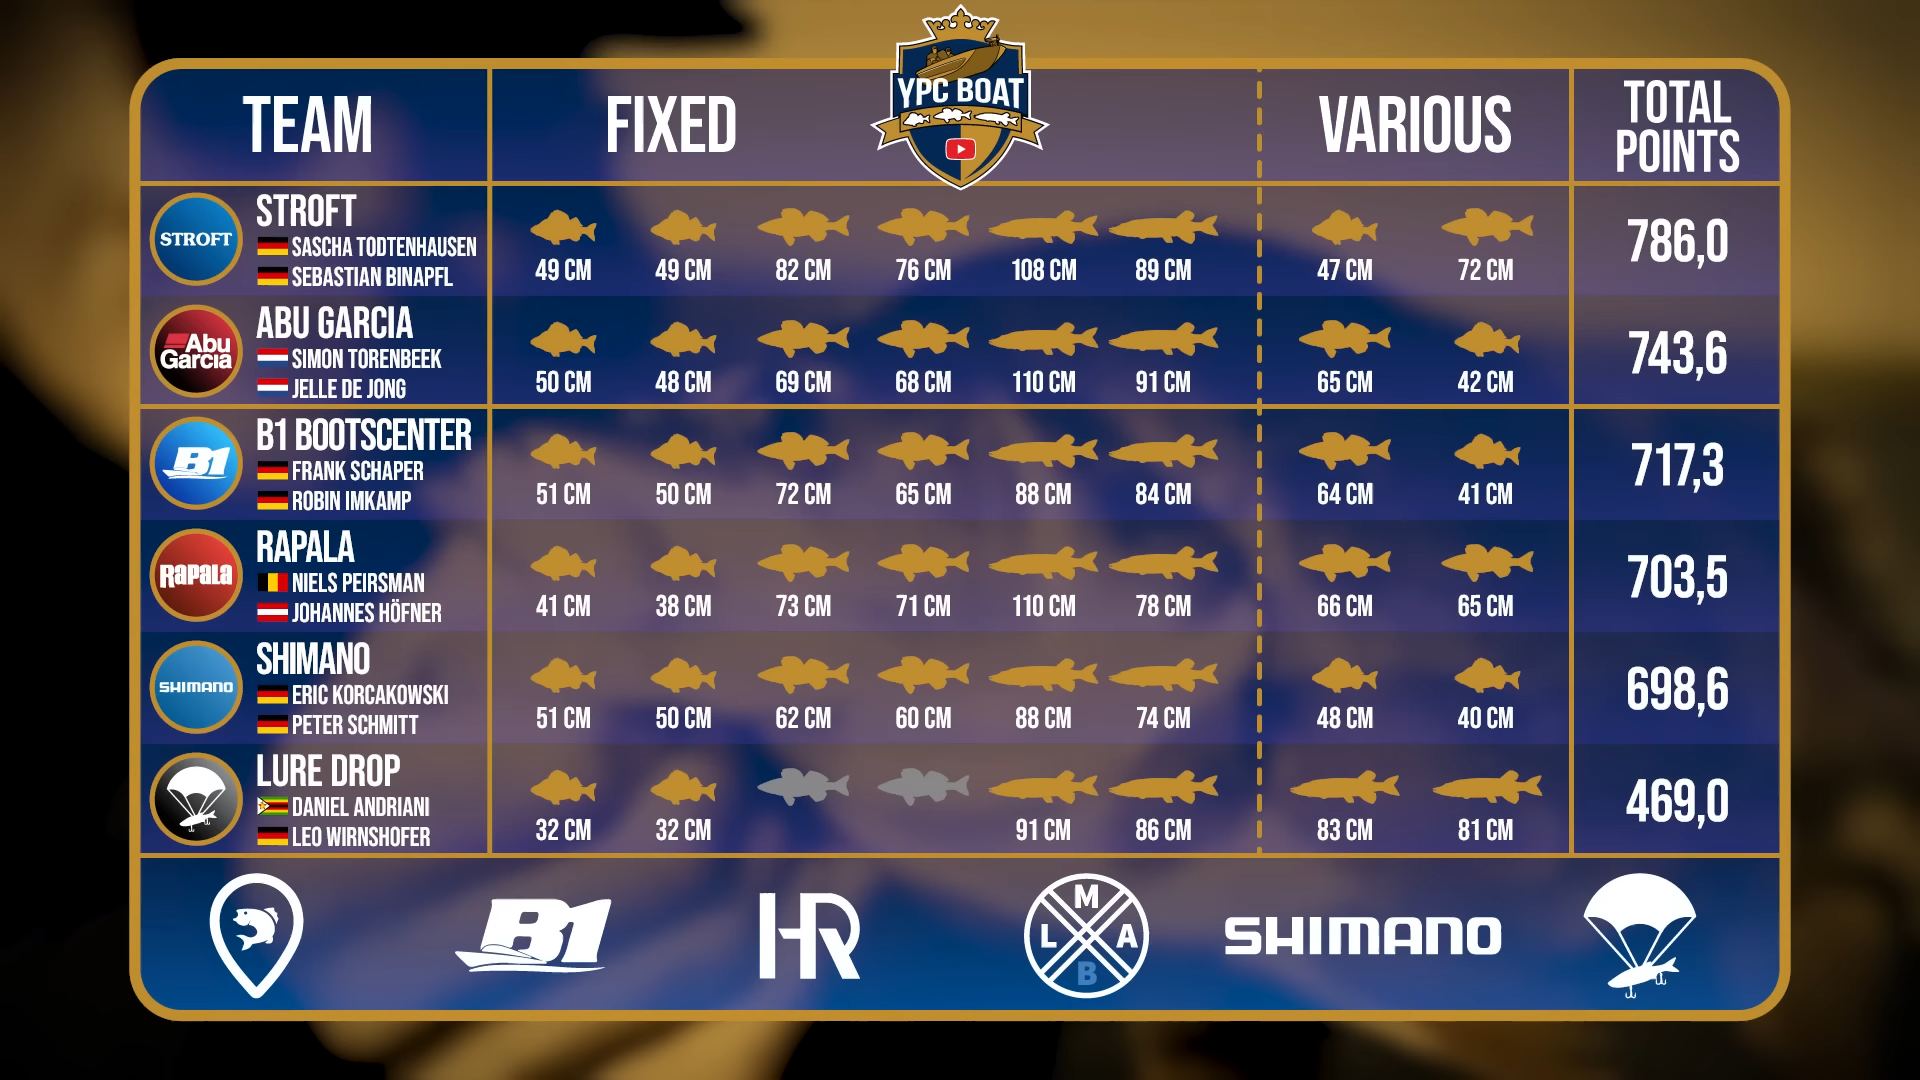 YPC BOAT
TEAM FIXED VARIOUS TOTAL POINTS
STROFT
STROFT
SASCHA TODTENHAUSEN
SEBASTIAN BINAPFL
49 CM 49 CM 82 CM 76 CM 108 CM 89 CM 47 CM 72 CM
786,0
Abu Garcia
ABU GARCIA
SIMON TORENBEEK
JELLE DE JONG
50 CM 48 CM 69 CM 68 CM 110 CM 91 CM 65 CM 42 CM
743,6
B1
B1 BOOTSCENTER
FRANK SCHAPER
ROBIN IMKAMP
51 CM 50 CM 72 CM 65 CM 88 CM 84 CM 64 CM 41 CM
717,3
Rapala
RAPALA
NIELS PEIRSMAN
JOHANNES HÖFNER
41 CM 38 CM 73 CM 71 CM 110 CM 78 CM 66 CM 65 CM
703,5
SHIMANO
SHIMANO
ERIC KORCAKOWSKI
PETER SCHMITT
51 CM 50 CM 62 CM 60 CM 88 CM 74 CM 48 CM 40 CM
698,6
LURE DROP
DANIEL ANDRIANI
LEO WIRNSHOFER
32 CM 32 CM 91 CM 86 CM 83 CM 81 CM
469,0
B1 HR M L A B SHIMANO